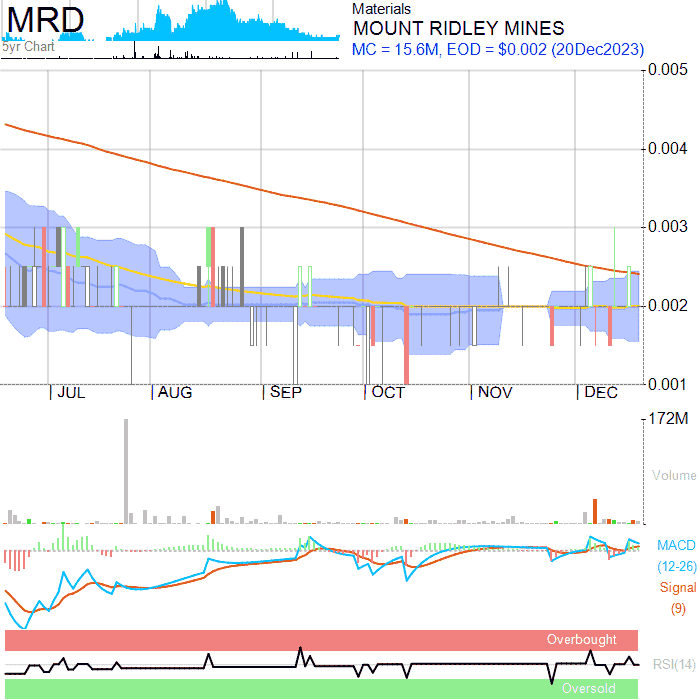 MRD
5yr Chart
Materials
MOUNT RIDLEY MINES
MC = 15.6M, EOD = $0.002 (20Dec2023)
0.005
0.004
0.003
0.002
0.001
JUL AUG SEP OCT NOV DEC
172M
Volume
MACD
(12-26)
Signal
(9)
Overbought
RSI(14)
Oversold